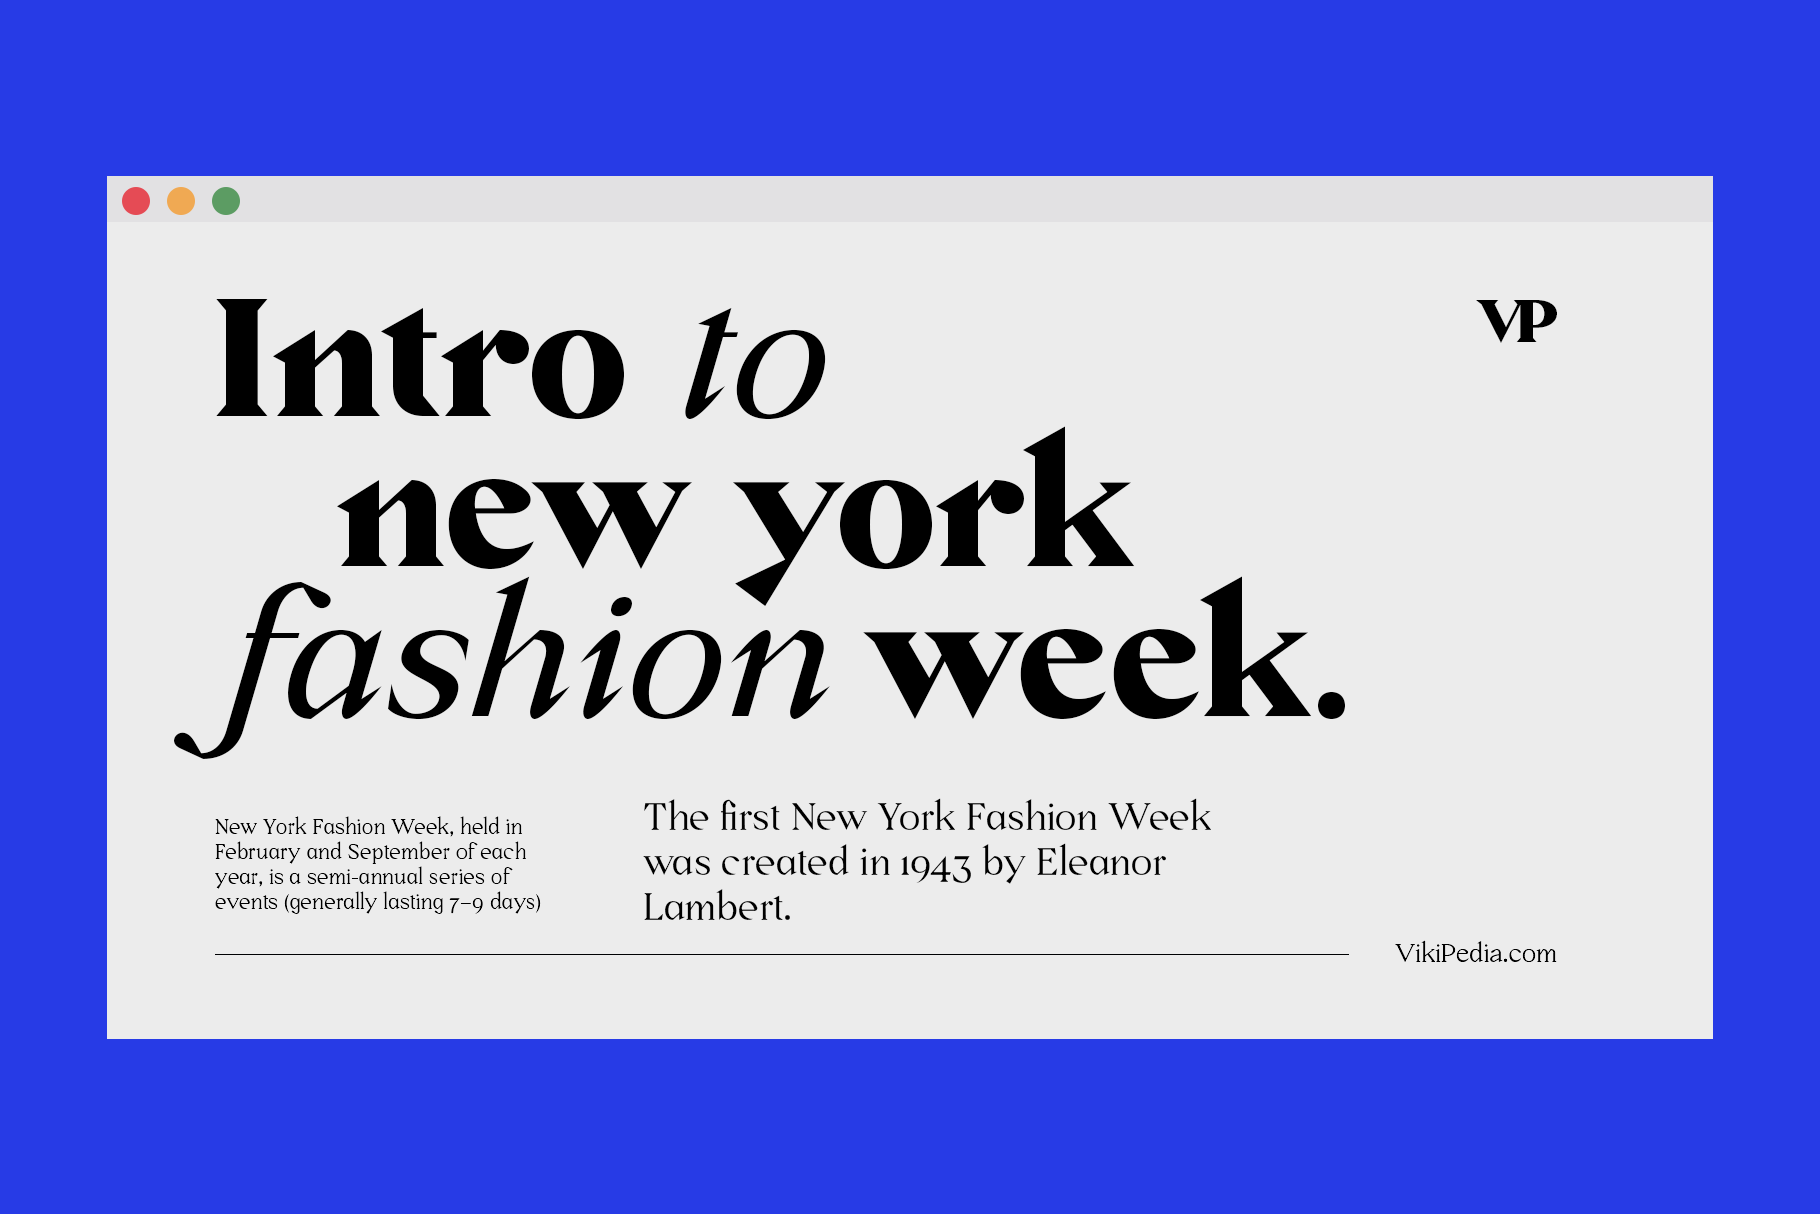 Intro to
VP
new york
fashion week.
New York Fashion Week, held in
February and September of each
year, is a semi-annual series of
events (generally lasting 7–9 days)
The first New York Fashion Week
was created in 1943 by Eleanor
Lambert.
VikiPedia.com